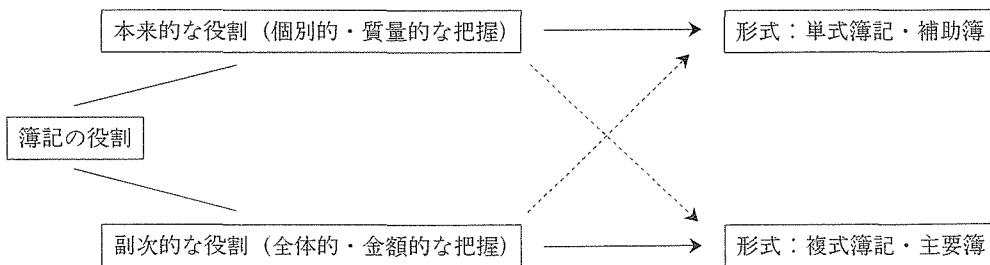 本来的な役割（個別的・質量的な把握）
形式：単式簿記・補助簿
簿記の役割
副次的な役割（全体的・金額的な把握）
形式：複式簿記・主要簿